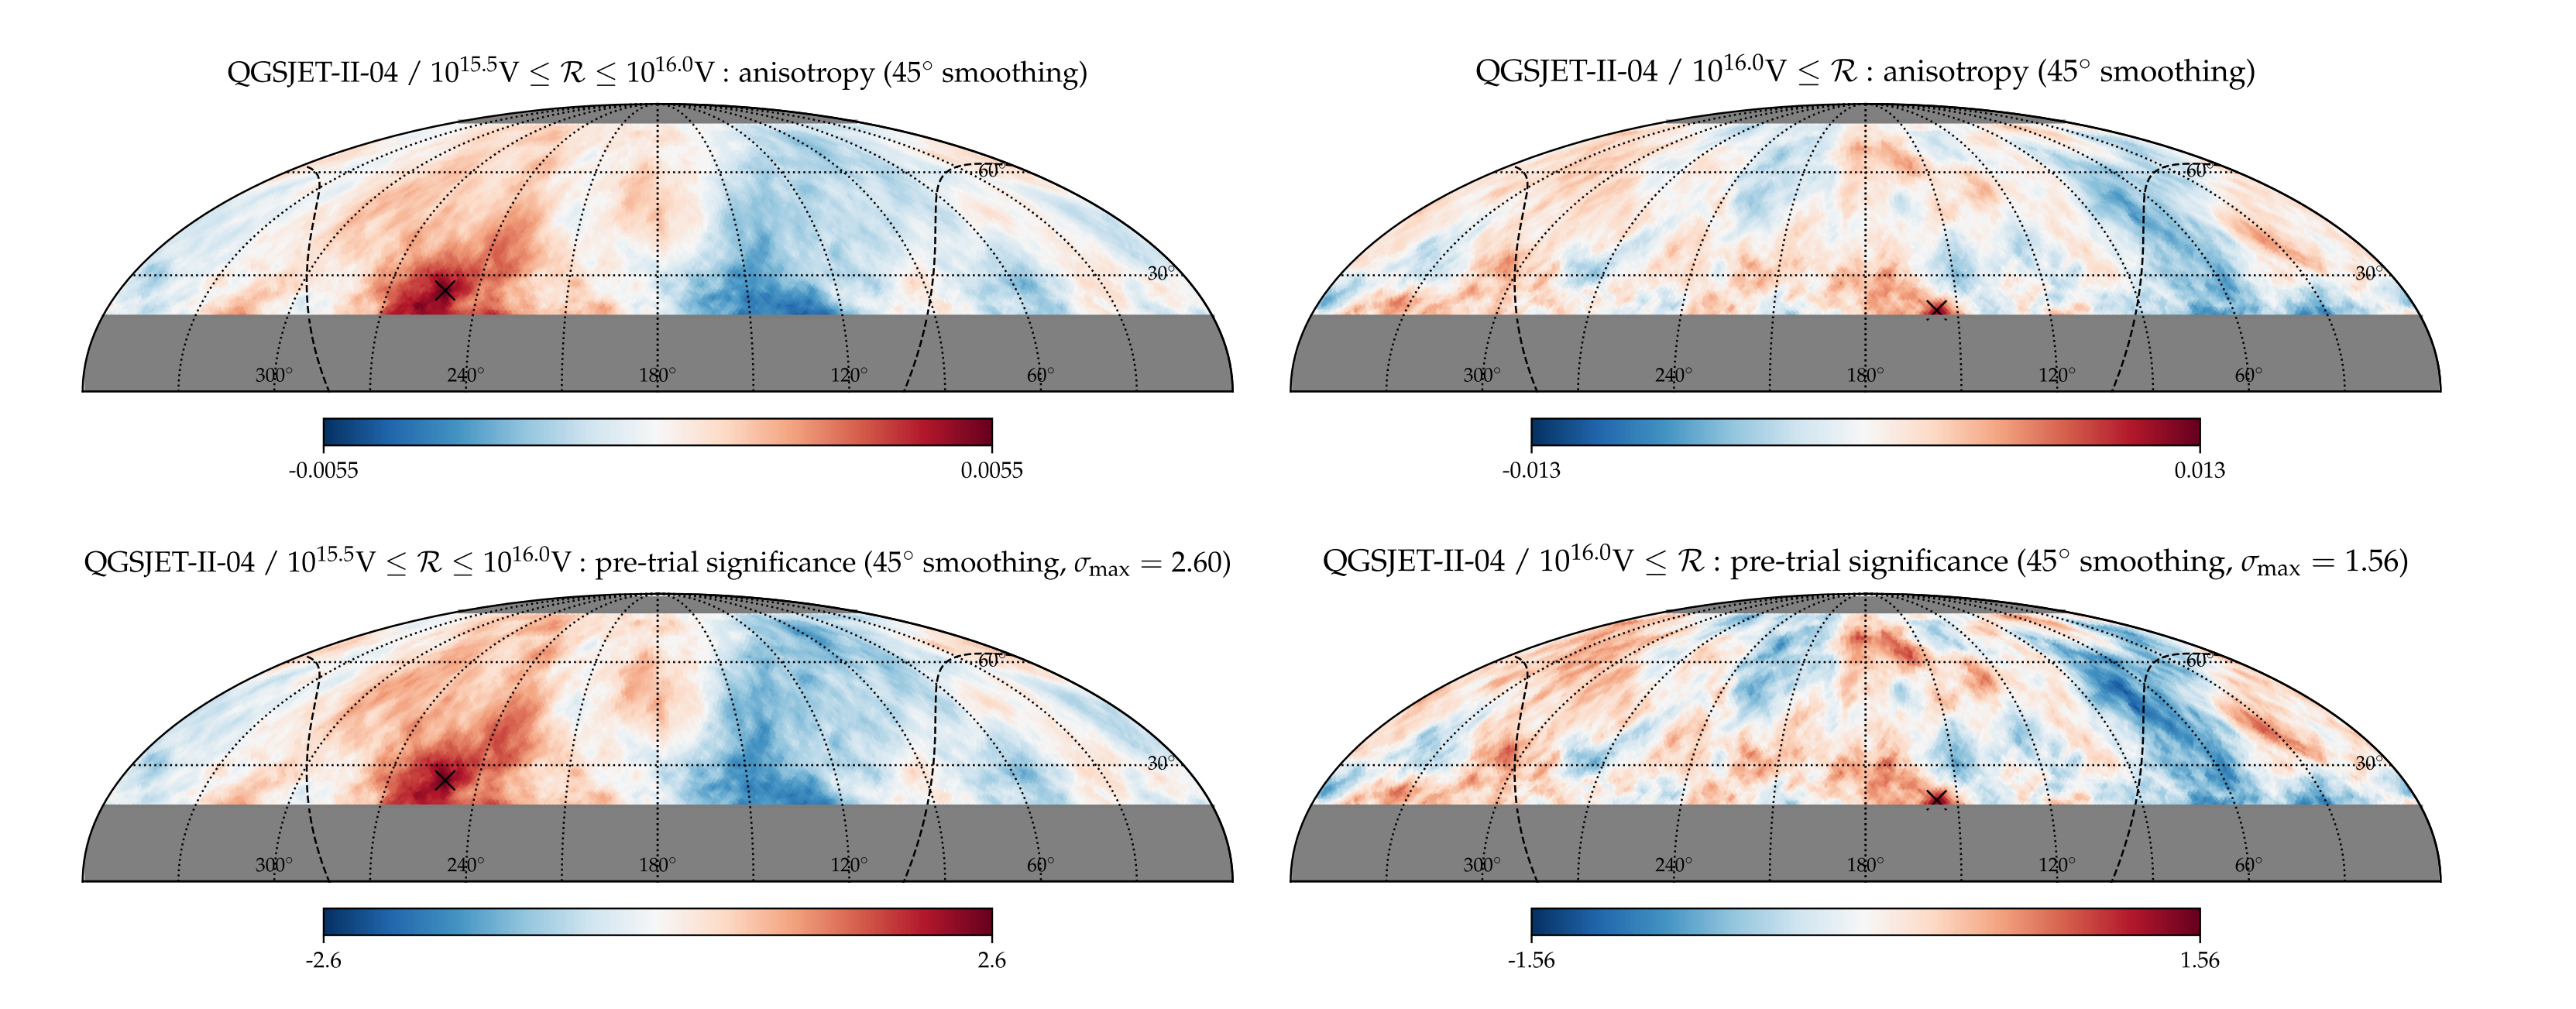 QGSJET-II-04 / 10^15.5V ≤ ℛ ≤ 10^16.0V : anisotropy (45° smoothing)
60°
30°
300° 240° 180° 120° 60°
-0.0055 0.0055
QGSJET-II-04 / 10^16.0V ≤ ℛ : anisotropy (45° smoothing)
60°
30°
300° 240° 180° 120° 60°
-0.013 0.013
QGSJET-II-04 / 10^15.5V ≤ ℛ ≤ 10^16.0V : pre-trial significance (45° smoothing, σ_max = 2.60)
60°
30°
300° 240° 180° 120° 60°
-2.6 2.6
QGSJET-II-04 / 10^16.0V ≤ ℛ : pre-trial significance (45° smoothing, σ_max = 1.56)
60°
30°
300° 240° 180° 120° 60°
-1.56 1.56